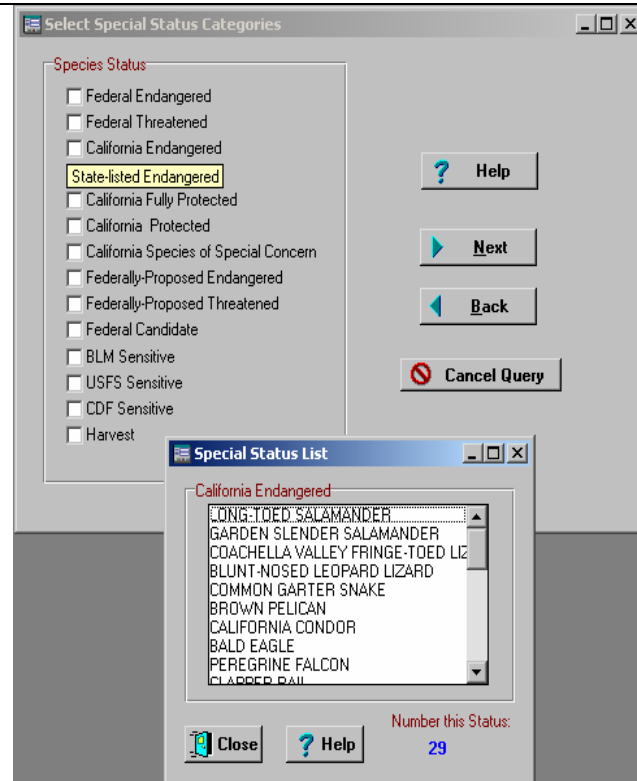 Select Special Status Categories
Species Status
Federal Endangered
Federal Threatened
California Endangered
State-listed Endangered
California Fully Protected
California Protected
California Species of Special Concern
Federally-Proposed Endangered
Federally-Proposed Threatened
Federal Candidate
BLM Sensitive
USFS Sensitive
CDF Sensitive
Harvest
Help
Next
Back
Cancel Query
Special Status List
California Endangered
LONG-TOED SALAMANDER
GARDEN SLENDER SALAMANDER
COACHELLA VALLEY FRINGE-TOED LIZ
BLUNT-NOSED LEOPARD LIZARD
COMMON GARTER SNAKE
BROWN PELICAN
CALIFORNIA CONDOR
BALD EAGLE
PEREGRINE FALCON
CLAPPER RAIL
Close
Help
Number this Status:
29